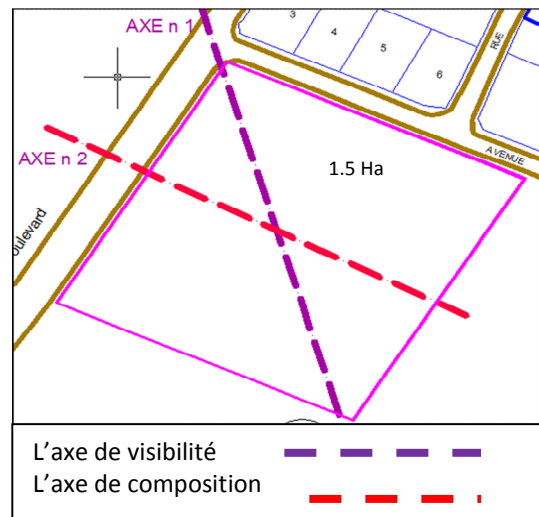 AXE n 1
3
4
5
6
RUE
AVENUE
AXE n 2
1.5 Ha
oulevard
L'axe de visibilité
L'axe de composition